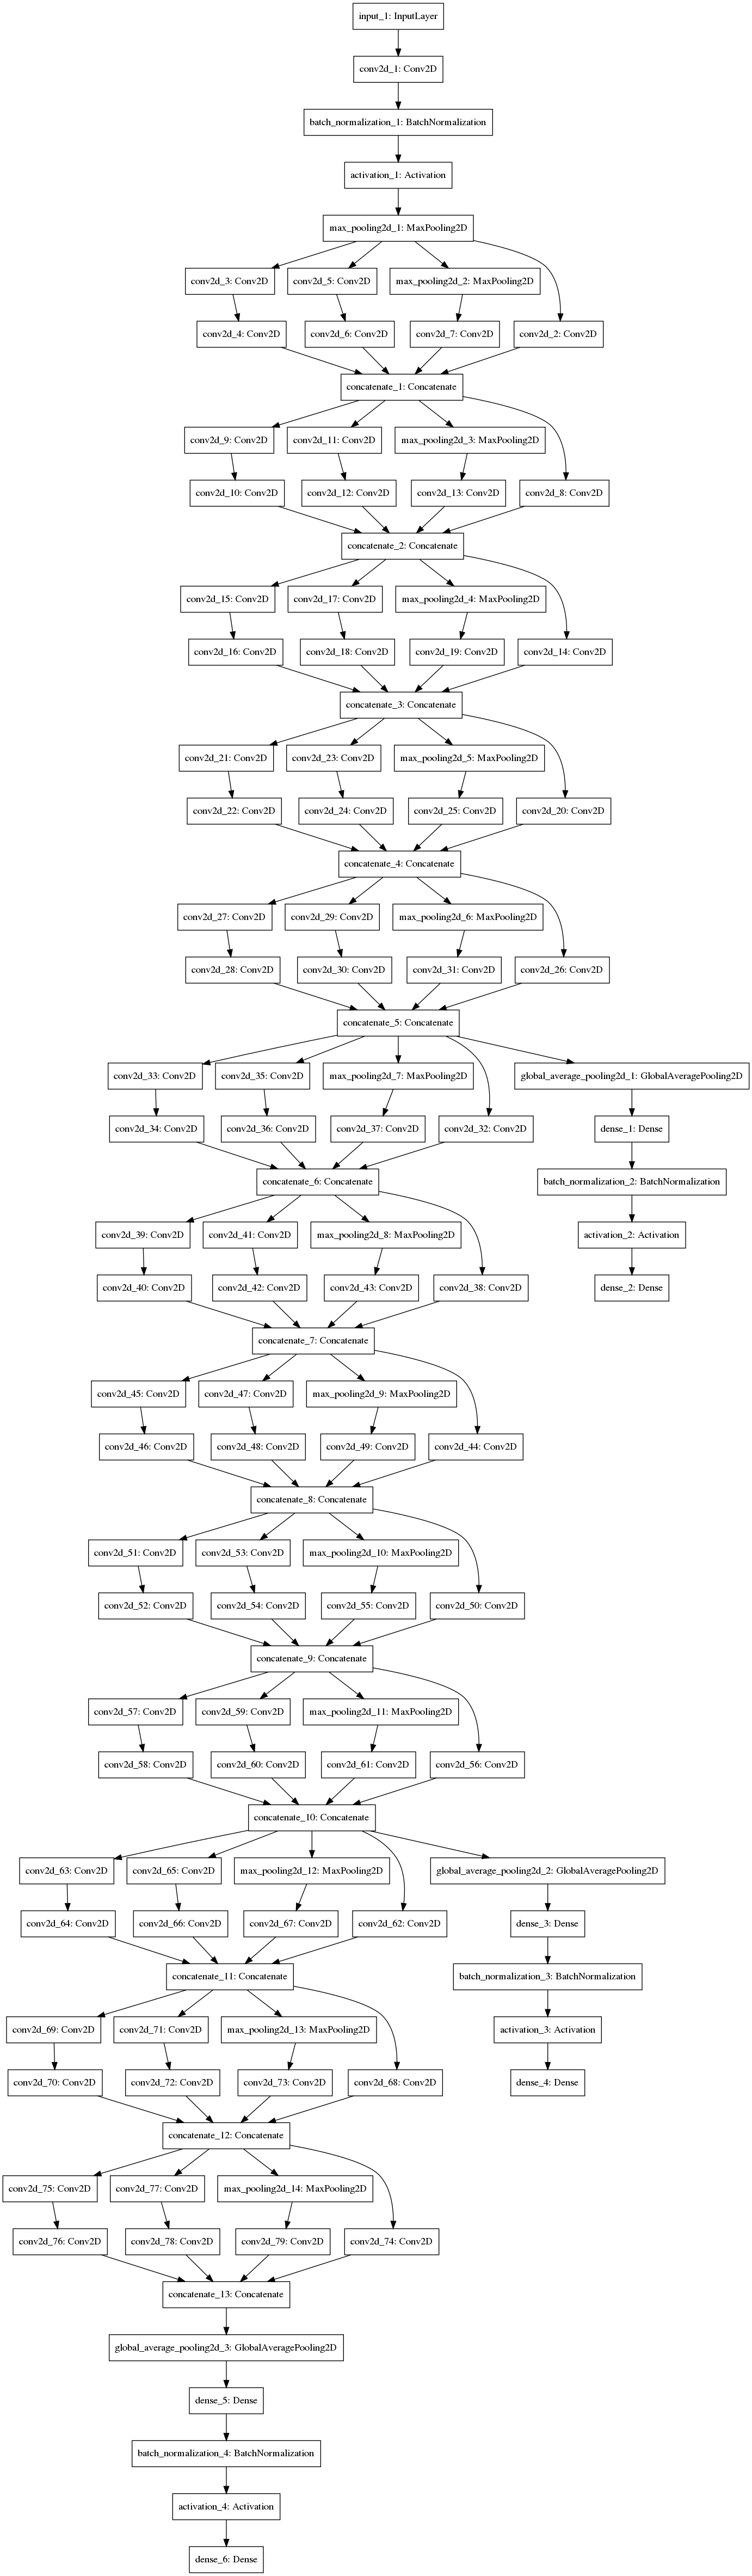 input_1: InputLayer
conv2d_1: Conv2D
batch_normalization_1: BatchNormalization
activation_1: Activation
max_pooling2d_1: MaxPooling2D
conv2d_3: Conv2D
conv2d_5: Conv2D
max_pooling2d_2: MaxPooling2D
conv2d_4: Conv2D
conv2d_6: Conv2D
conv2d_7: Conv2D
conv2d_2: Conv2D
concatenate_1: Concatenate
conv2d_9: Conv2D
conv2d_11: Conv2D
max_pooling2d_3: MaxPooling2D
conv2d_10: Conv2D
conv2d_12: Conv2D
conv2d_13: Conv2D
conv2d_8: Conv2D
concatenate_2: Concatenate
conv2d_15: Conv2D
conv2d_17: Conv2D
max_pooling2d_4: MaxPooling2D
conv2d_16: Conv2D
conv2d_18: Conv2D
conv2d_19: Conv2D
conv2d_14: Conv2D
concatenate_3: Concatenate
conv2d_21: Conv2D
conv2d_23: Conv2D
max_pooling2d_5: MaxPooling2D
conv2d_22: Conv2D
conv2d_24: Conv2D
conv2d_25: Conv2D
conv2d_20: Conv2D
concatenate_4: Concatenate
conv2d_27: Conv2D
conv2d_29: Conv2D
max_pooling2d_6: MaxPooling2D
conv2d_28: Conv2D
conv2d_30: Conv2D
conv2d_31: Conv2D
conv2d_26: Conv2D
concatenate_5: Concatenate
conv2d_33: Conv2D
conv2d_35: Conv2D
max_pooling2d_7: MaxPooling2D
global_average_pooling2d_1: GlobalAveragePooling2D
conv2d_34: Conv2D
conv2d_36: Conv2D
conv2d_37: Conv2D
conv2d_32: Conv2D
dense_1: Dense
concatenate_6: Concatenate
batch_normalization_2: BatchNormalization
conv2d_39: Conv2D
conv2d_41: Conv2D
max_pooling2d_8: MaxPooling2D
activation_2: Activation
conv2d_40: Conv2D
conv2d_42: Conv2D
conv2d_43: Conv2D
conv2d_38: Conv2D
dense_2: Dense
concatenate_7: Concatenate
conv2d_45: Conv2D
conv2d_47: Conv2D
max_pooling2d_9: MaxPooling2D
conv2d_46: Conv2D
conv2d_48: Conv2D
conv2d_49: Conv2D
conv2d_44: Conv2D
concatenate_8: Concatenate
conv2d_51: Conv2D
conv2d_53: Conv2D
max_pooling2d_10: MaxPooling2D
conv2d_52: Conv2D
conv2d_54: Conv2D
conv2d_55: Conv2D
conv2d_50: Conv2D
concatenate_9: Concatenate
conv2d_57: Conv2D
conv2d_59: Conv2D
max_pooling2d_11: MaxPooling2D
conv2d_58: Conv2D
conv2d_60: Conv2D
conv2d_61: Conv2D
conv2d_56: Conv2D
concatenate_10: Concatenate
conv2d_63: Conv2D
conv2d_65: Conv2D
max_pooling2d_12: MaxPooling2D
global_average_pooling2d_2: GlobalAveragePooling2D
conv2d_64: Conv2D
conv2d_66: Conv2D
conv2d_67: Conv2D
conv2d_62: Conv2D
dense_3: Dense
concatenate_11: Concatenate
batch_normalization_3: BatchNormalization
conv2d_69: Conv2D
conv2d_71: Conv2D
max_pooling2d_13: MaxPooling2D
activation_3: Activation
conv2d_70: Conv2D
conv2d_72: Conv2D
conv2d_73: Conv2D
conv2d_68: Conv2D
dense_4: Dense
concatenate_12: Concatenate
conv2d_75: Conv2D
conv2d_77: Conv2D
max_pooling2d_14: MaxPooling2D
conv2d_76: Conv2D
conv2d_78: Conv2D
conv2d_79: Conv2D
conv2d_74: Conv2D
concatenate_13: Concatenate
global_average_pooling2d_3: GlobalAveragePooling2D
dense_5: Dense
batch_normalization_4: BatchNormalization
activation_4: Activation
dense_6: Dense